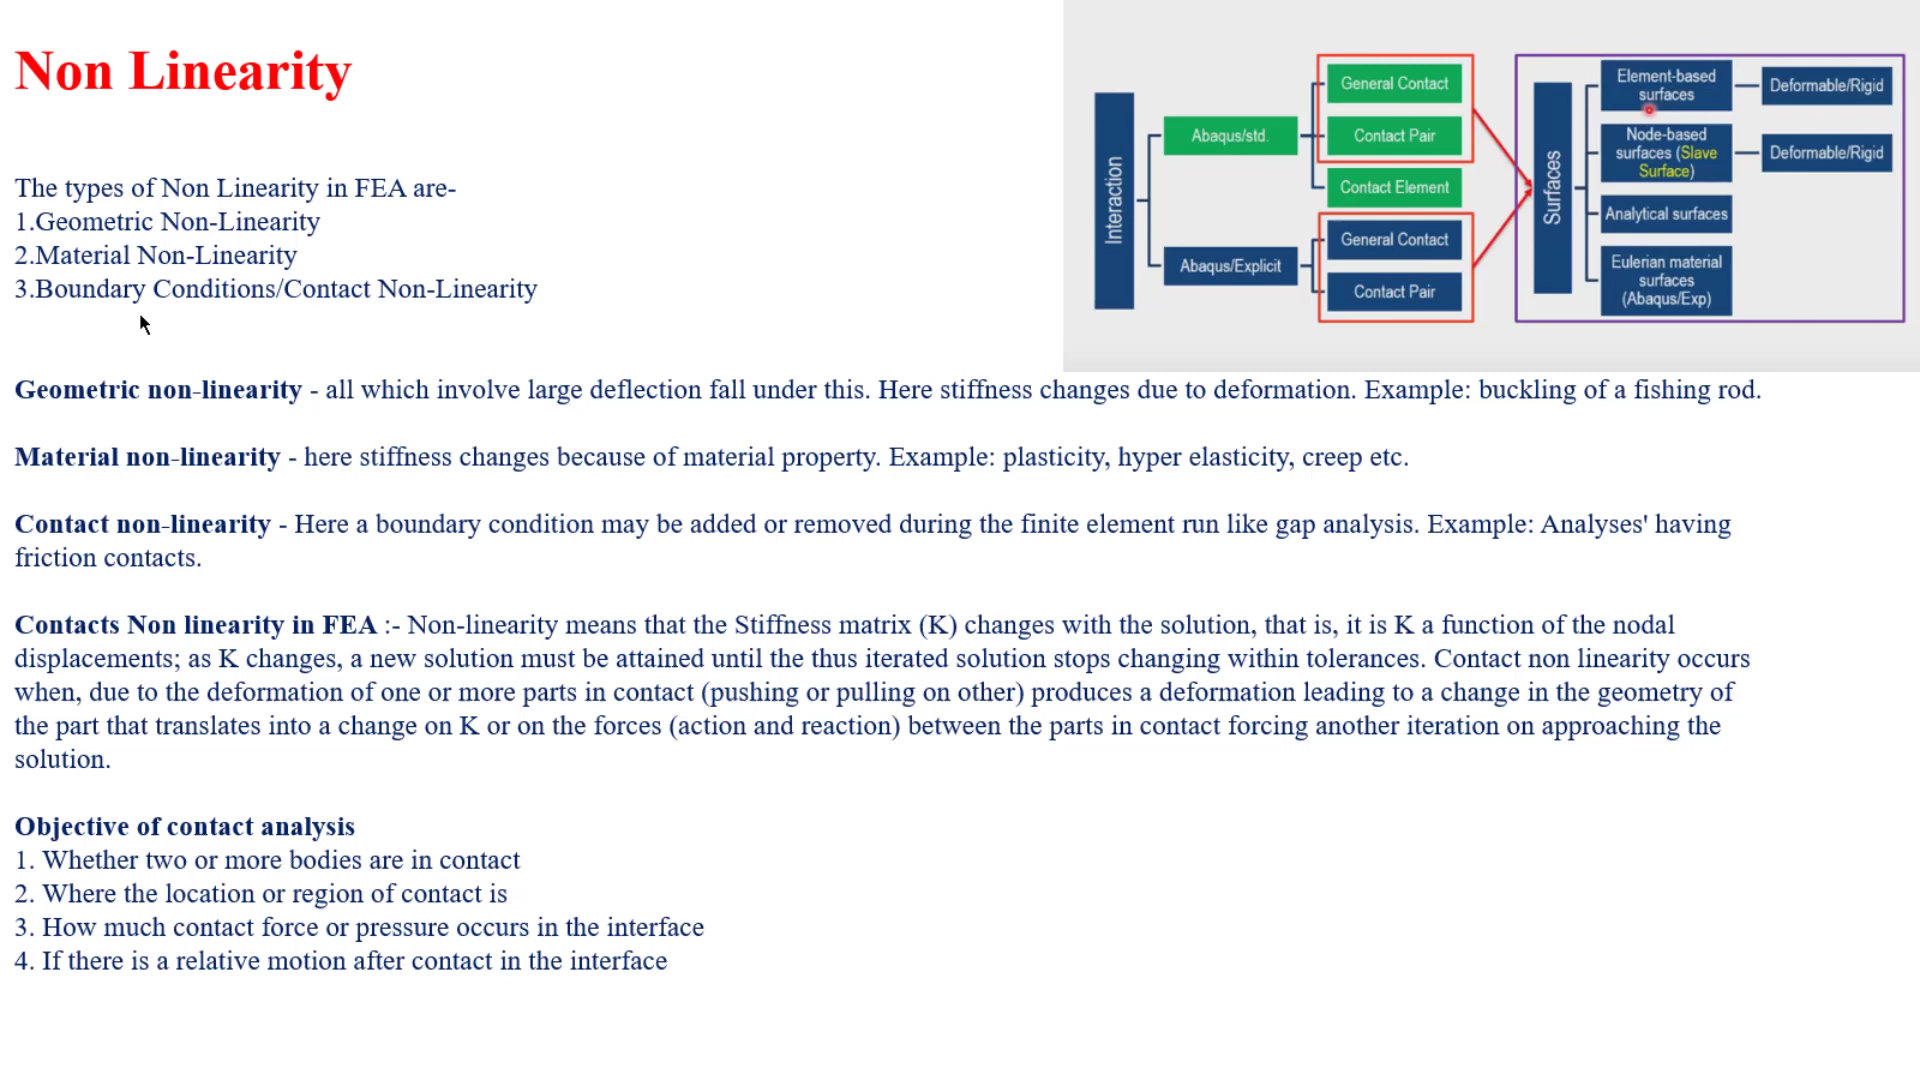 Non Linearity
The types of Non Linearity in FEA are-
1.Geometric Non-Linearity
2.Material Non-Linearity
3.Boundary Conditions/Contact Non-Linearity
Interaction
Abaqus/std.
General Contact
Contact Pair
Contact Element
Abaqus/Explicit
General Contact
Contact Pair
Surfaces
Element-based
surfaces
Deformable/Rigid
Node-based
surfaces (Slave
Surface)
Deformable/Rigid
Analytical surfaces
Eulerian material
surfaces
(Abaqus/Exp)
Geometric non-linearity - all which involve large deflection fall under this. Here stiffness changes due to deformation. Example: buckling of a fishing rod.
Material non-linearity - here stiffness changes because of material property. Example: plasticity, hyper elasticity, creep etc.
Contact non-linearity - Here a boundary condition may be added or removed during the finite element run like gap analysis. Example: Analyses' having
friction contacts.
Contacts Non linearity in FEA :- Non-linearity means that the Stiffness matrix (K) changes with the solution, that is, it is K a function of the nodal
displacements; as K changes, a new solution must be attained until the thus iterated solution stops changing within tolerances. Contact non linearity occurs
when, due to the deformation of one or more parts in contact (pushing or pulling on other) produces a deformation leading to a change in the geometry of
the part that translates into a change on K or on the forces (action and reaction) between the parts in contact forcing another iteration on approaching the
solution.
Objective of contact analysis
1. Whether two or more bodies are in contact
2. Where the location or region of contact is
3. How much contact force or pressure occurs in the interface
4. If there is a relative motion after contact in the interface